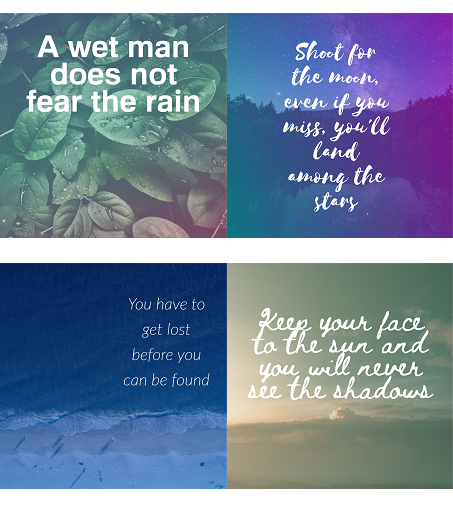 A wet man
does not
fear the rain
Shoot for
the moon,
even if you
miss, you'll
land
among the
stars
You have to
get lost
before you
can be found
Keep your face
to the sun and
you will never
see the shadows